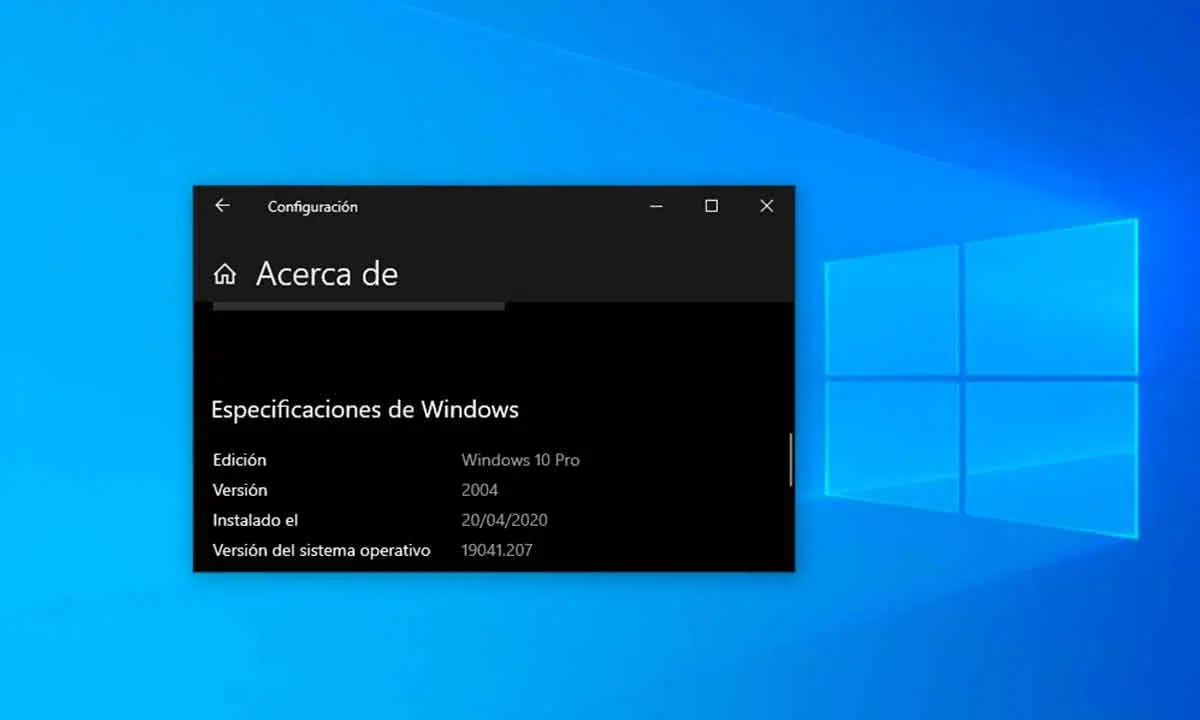 Configuración
Acerca de
Especificaciones de Windows
Edición Windows 10 Pro
Versión 2004
Instalado el 20/04/2020
Versión del sistema operativo 19041.207